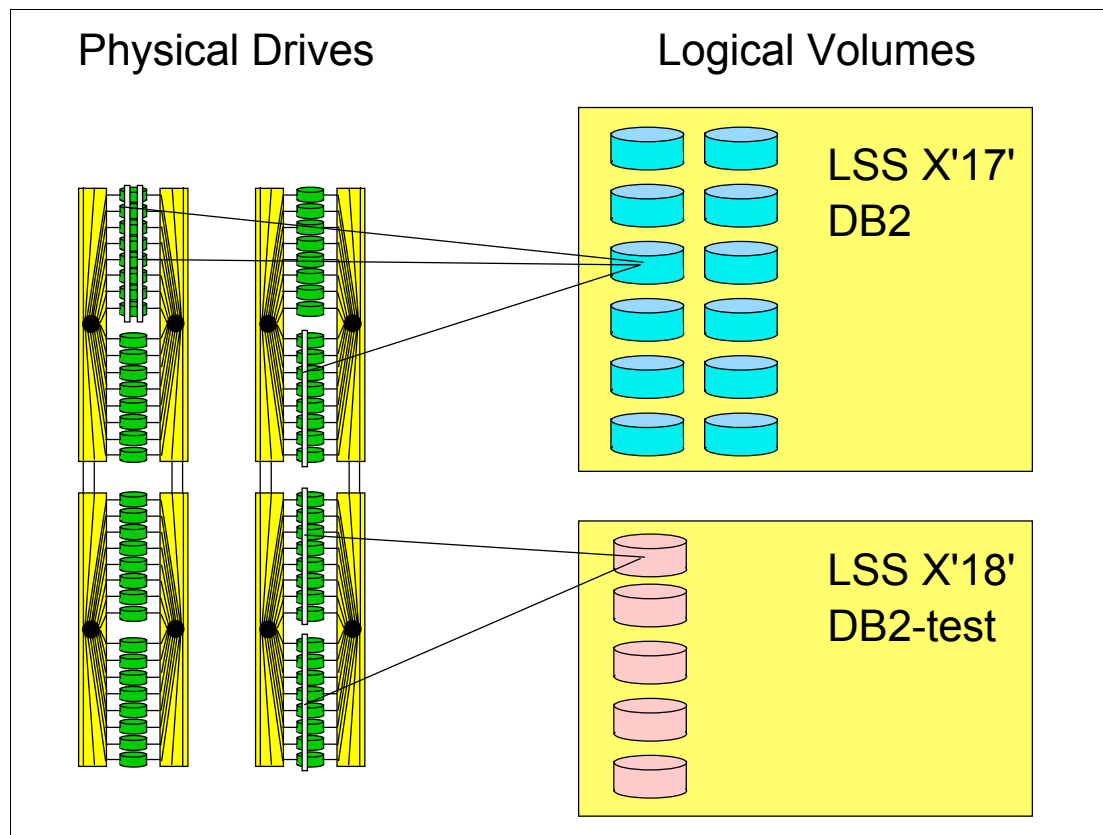 Physical Drives
Logical Volumes
LSS X'17'
DB2
LSS X'18'
DB2-test